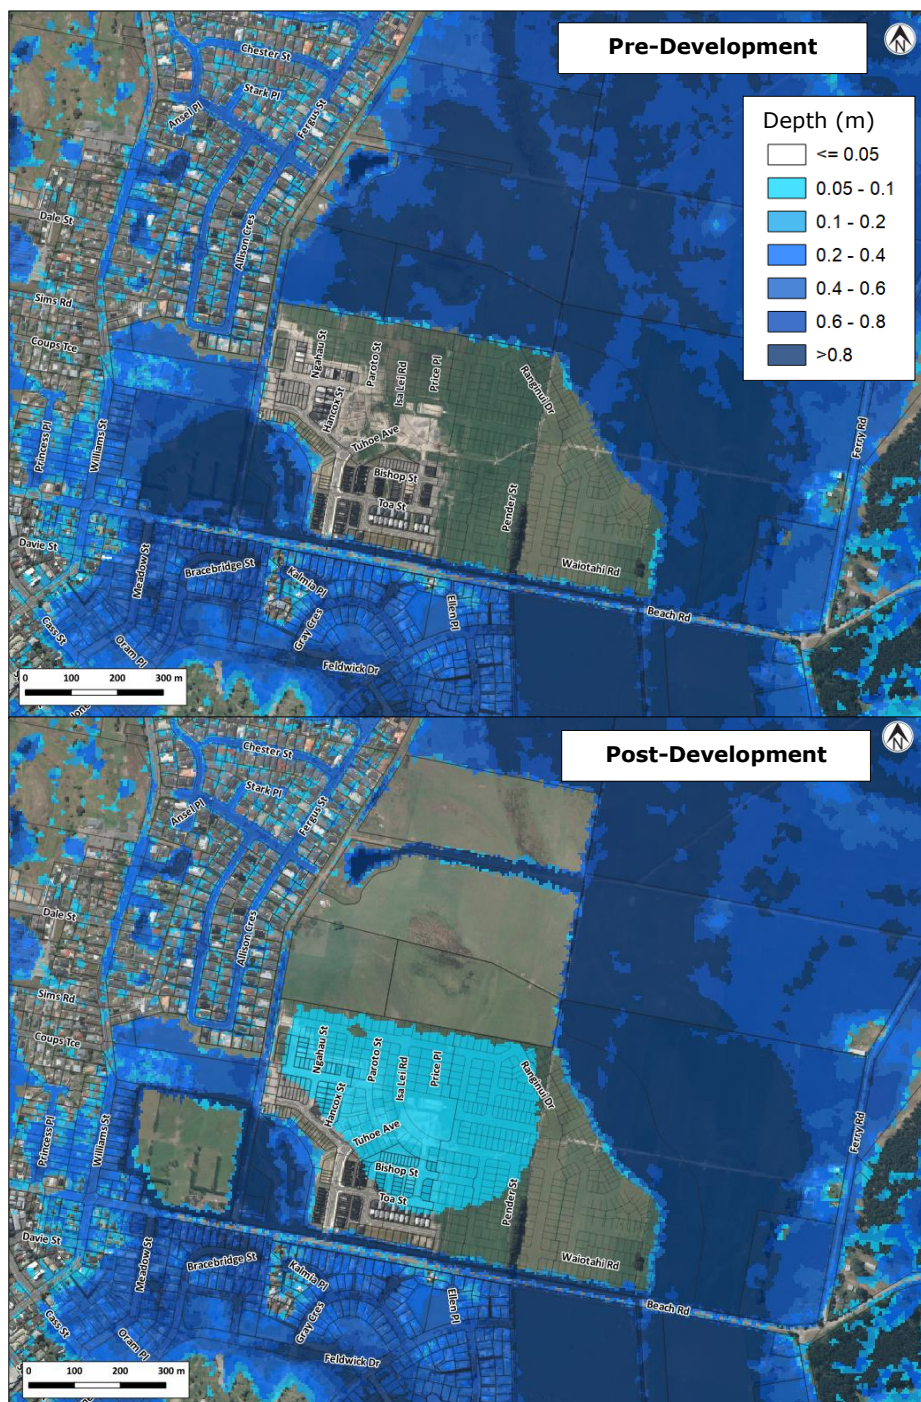 Pre-Development
N
Depth (m)
<= 0.05
0.05 - 0.1
0.1 - 0.2
0.2 - 0.4
0.4 - 0.6
0.6 - 0.8
>0.8
Chester St
Stark Pl
Ansel Pl
Fergus St
Dale St
Allison Cres
Sims Rd
Coups Tce
Ngahau St
Paroto St
Isa Lei Rd
Price Pl
Ranginui Dr
Hancox St
Tuhoe Ave
Ferry Rd
Princess Pl
Williams St
Bishop St
Toa St
Pender St
Davie St
Meadow St
Bracebridge St
Kalmia Pl
Waiotahi Rd
Ellen Pl
Beach Rd
Cass St
Oram Pl
Gray Cres
Feldwick Dr
0 100 200 300 m
Post-Development
N
Chester St
Stark Pl
Ansel Pl
Fergus St
Dale St
Allison Cres
Sims Rd
Coups Tce
Ngahau St
Paroto St
Isa Lei Rd
Price Pl
Ranginui Dr
Hancox St
Tuhoe Ave
Ferry Rd
Princess Pl
Williams St
Bishop St
Toa St
Pender St
Davie St
Meadow St
Bracebridge St
Kalmia Pl
Waiotahi Rd
Ellen Pl
Beach Rd
Cass St
Oram Pl
Gray Cres
Feldwick Dr
0 100 200 300 m